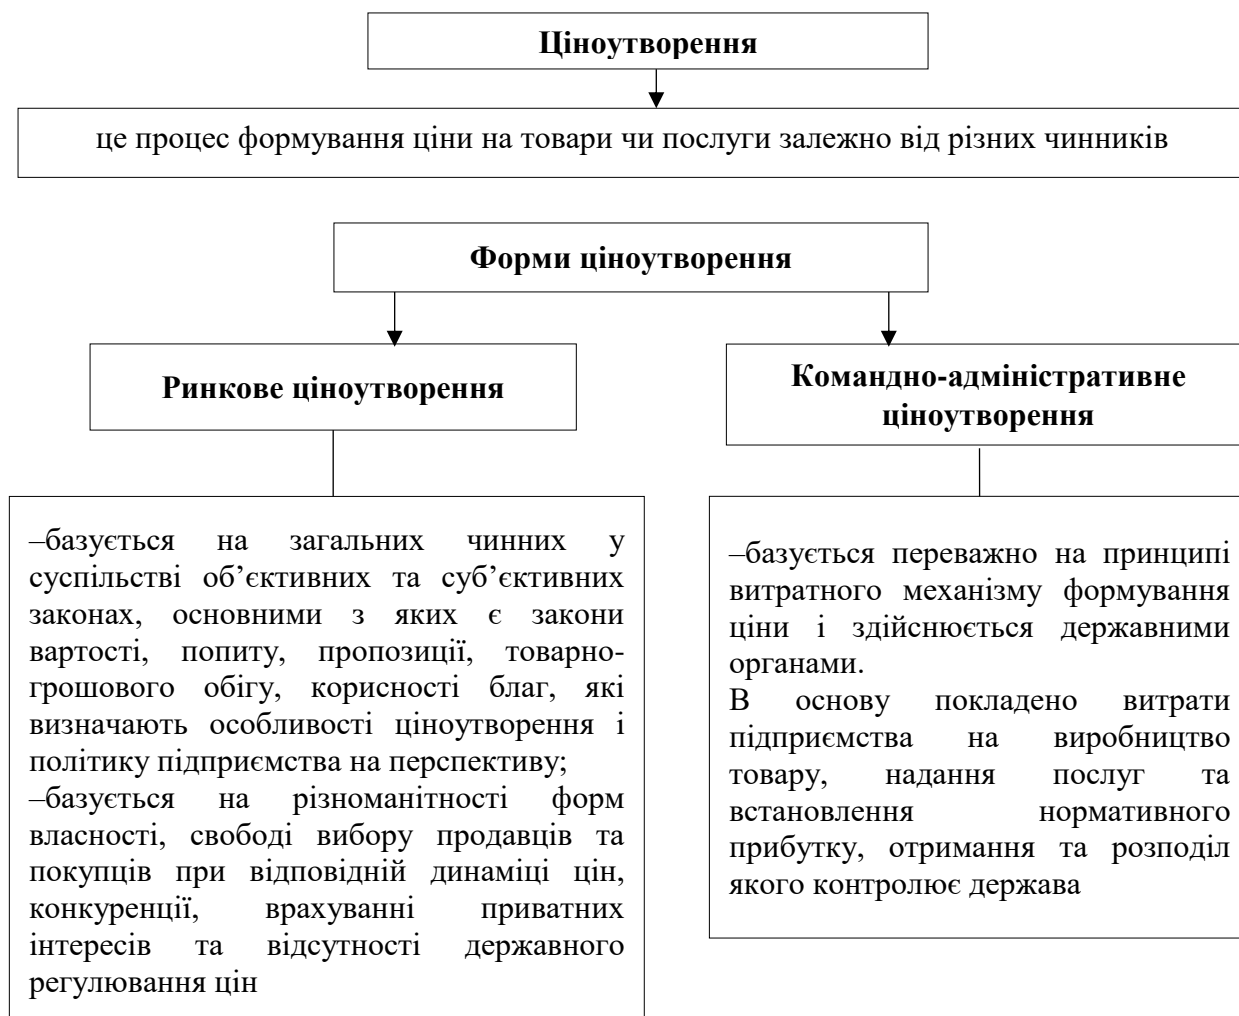 Ціноутворення
це процес формування ціни на товари чи послуги залежно від різних чинників
Форми ціноутворення
Ринкове ціноутворення
Командно-адміністративне
ціноутворення
–базується на загальних чинних у
суспільстві об’єктивних та суб’єктивних
законах, основними з яких є закони
вартості, попиту, пропозиції, товарно-
грошового обігу, корисності благ, які
визначають особливості ціноутворення і
політику підприємства на перспективу;
–базується на різноманітності форм
власності, свободі вибору продавців та
покупців при відповідній динаміці цін,
конкуренції, врахуванні приватних
інтересів та відсутності державного
регулювання цін
–базується переважно на принципі
витратного механізму формування
ціни і здійснюється державними
органами.
В основу покладено витрати
підприємства на виробництво
товару, надання послуг та
встановлення нормативного
прибутку, отримання та розподіл
якого контролює держава